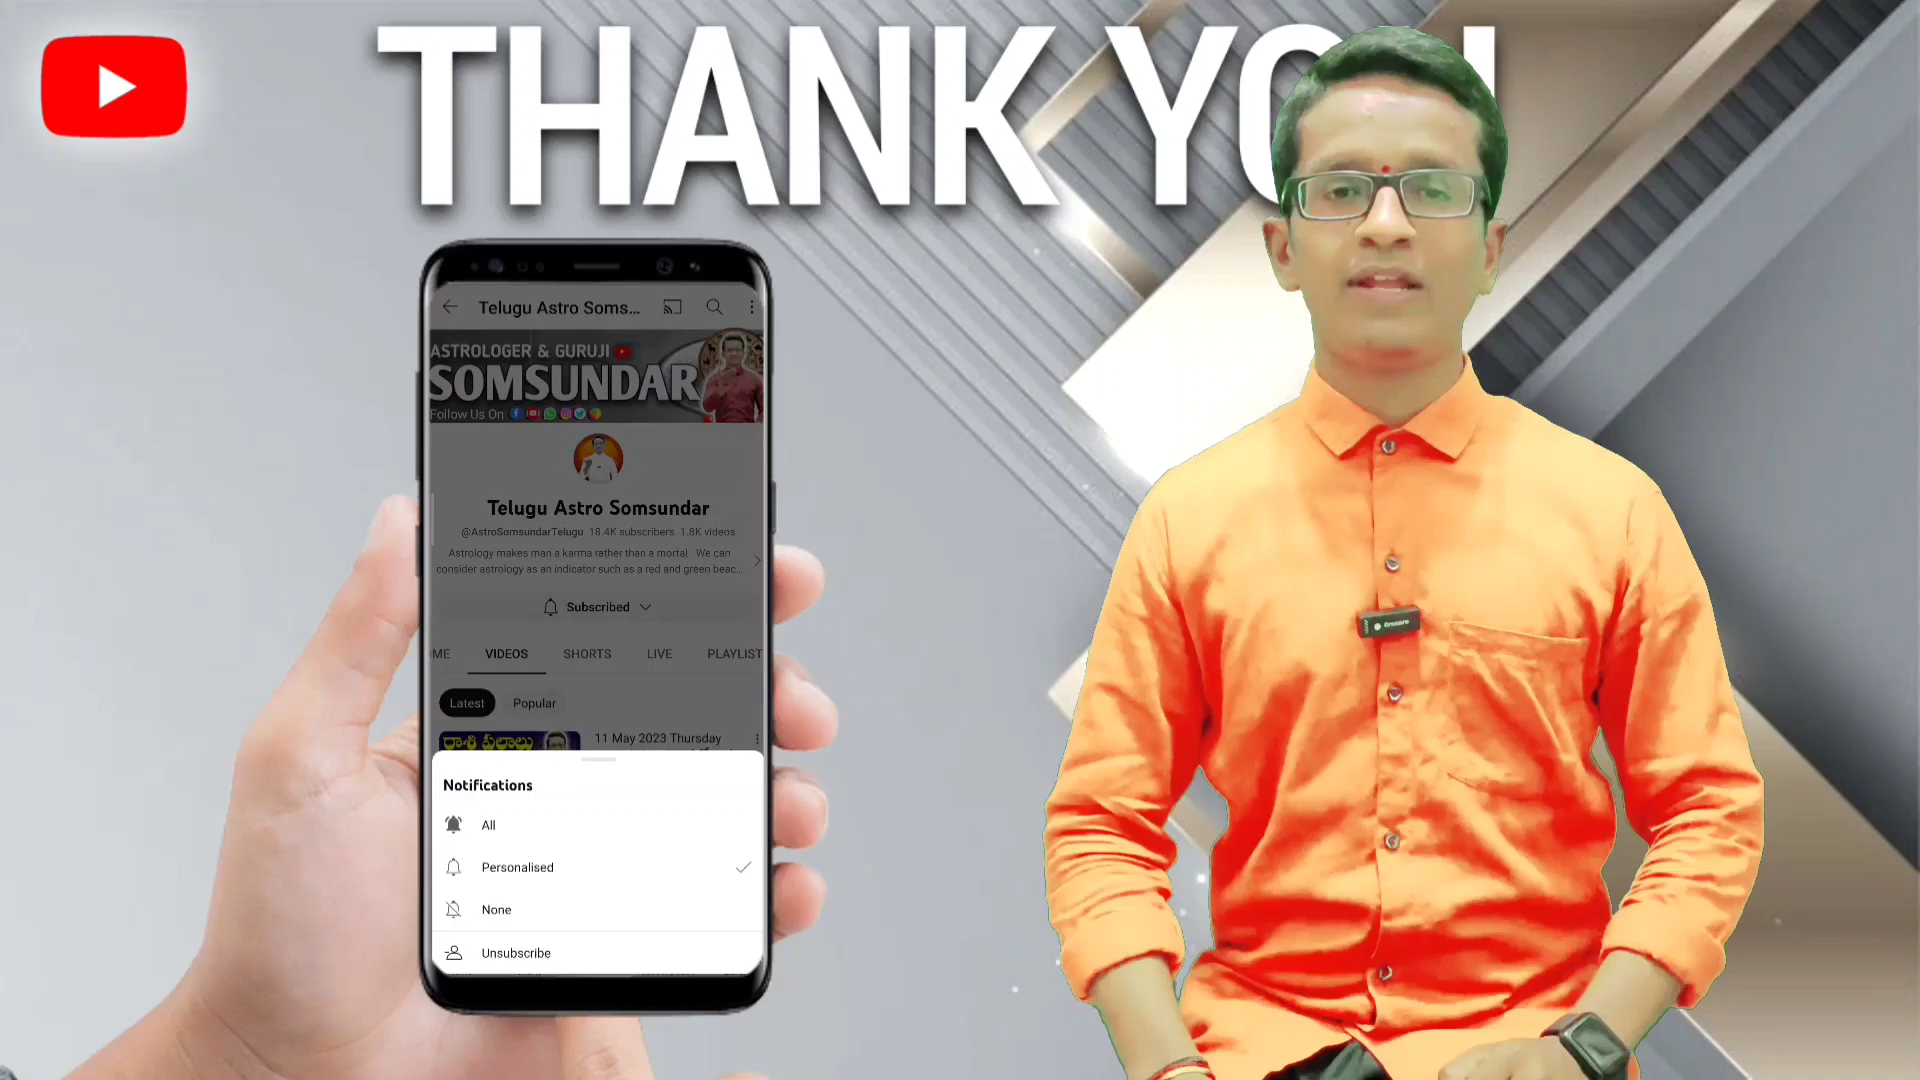 THANK YO
Telugu Astro Soms...
ASTROLOGER & GURUJI
SOMSUNDAR
Follow Us On
Telugu Astro Somsundar
@AstroSomsundarTelugu 18.4K subscribers 1.8K videos
Astrology makes man a karma rather than a mortal. We can
consider astrology as an indicator such as a red and green beac...
Subscribed
OME VIDEOS SHORTS LIVE PLAYLIST
Latest Popular
రాశి ఫలాలు
11 May 2023 Thursday
Notifications
All
Personalised
None
Unsubscribe